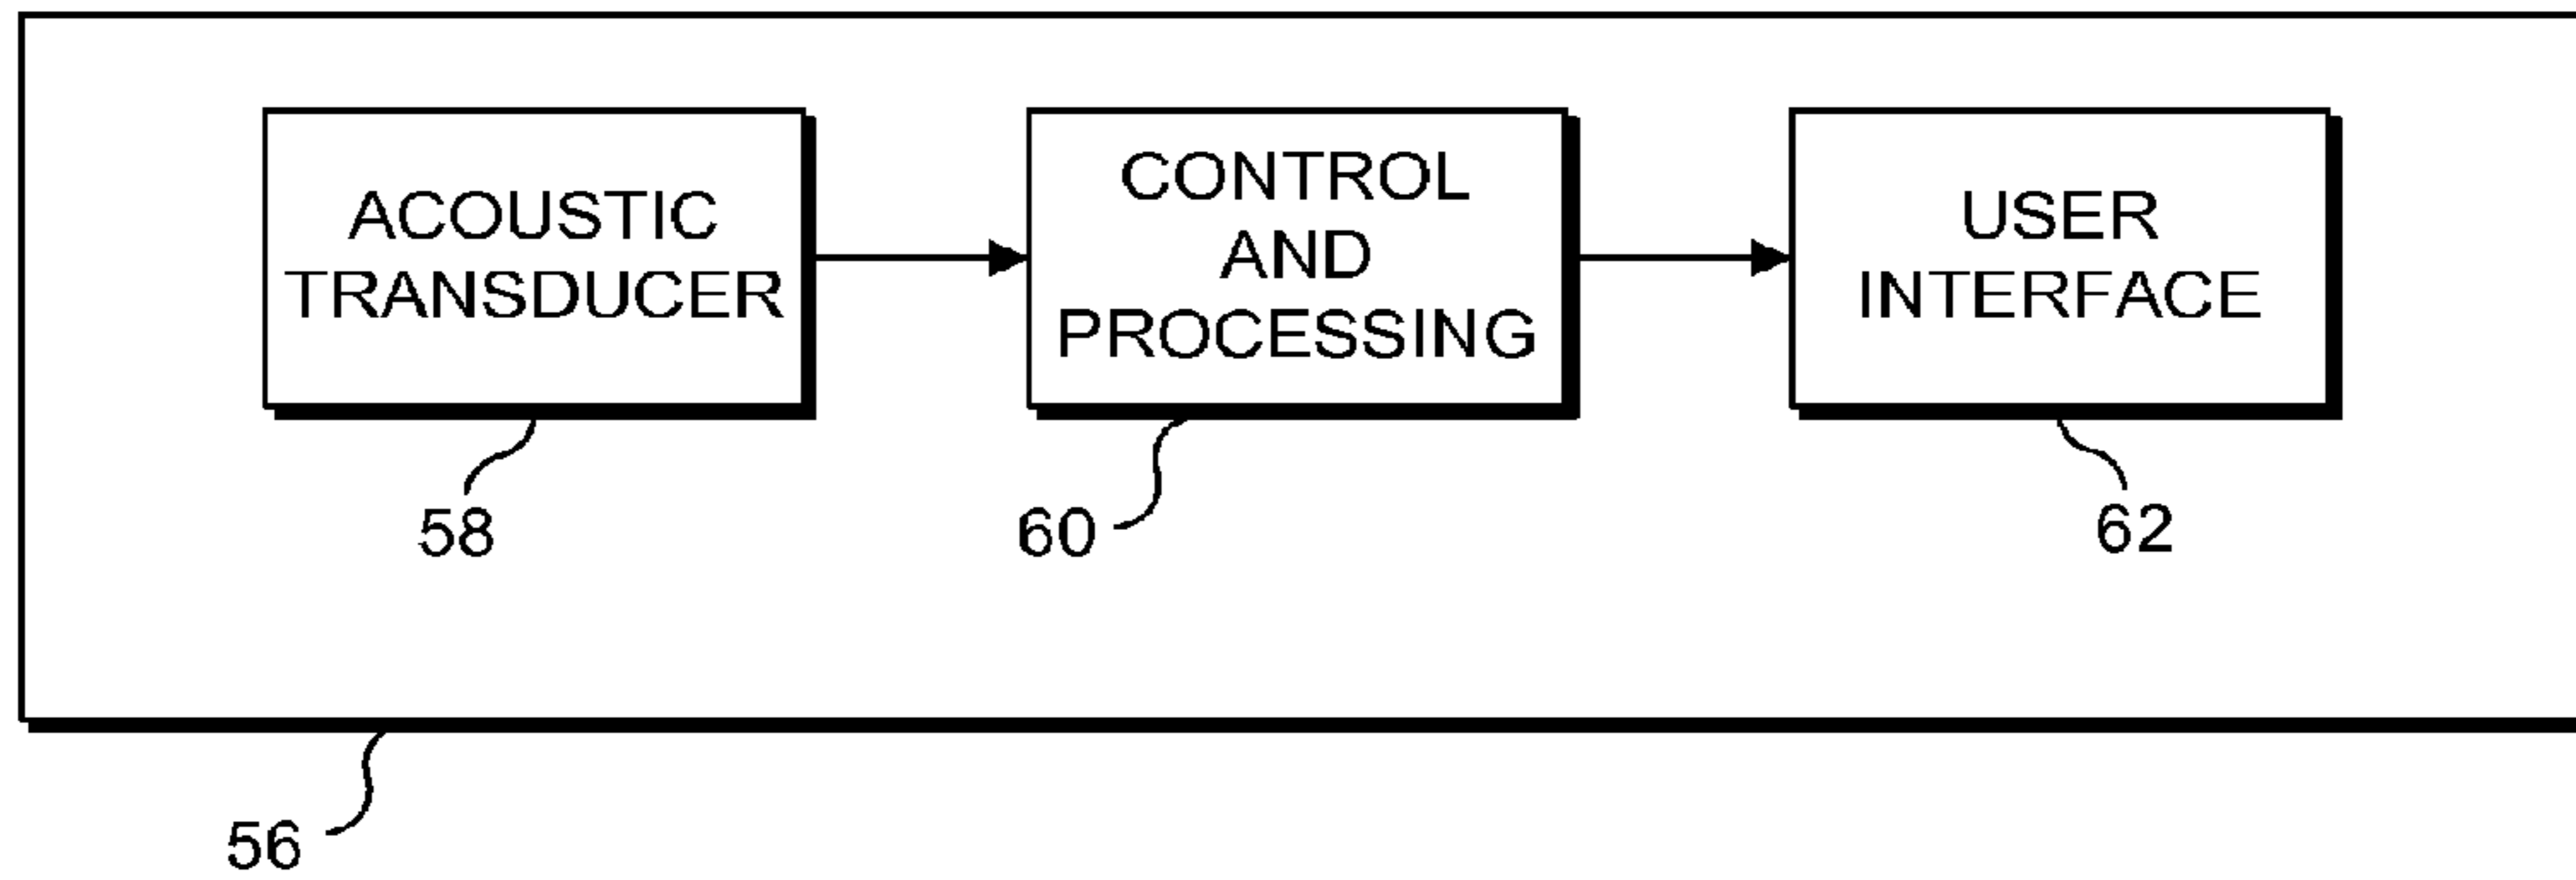 ACOUSTIC
TRANSDUCER
CONTROL
AND
PROCESSING
USER
INTERFACE
58
60
62
56